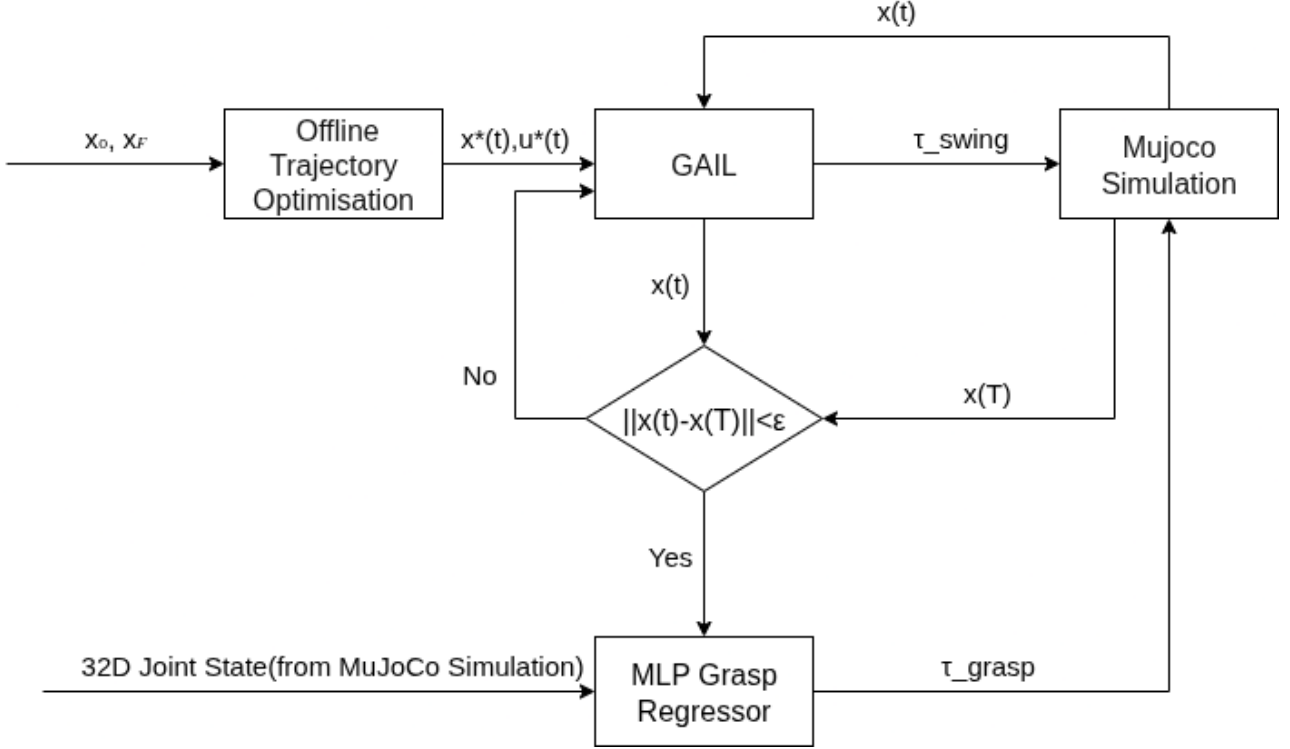 x(t)
x₀, x_F
Offline
Trajectory
Optimisation
x*(t),u*(t)
GAIL
τ_swing
Mujoco
Simulation
x(t)
No
||x(t)-x(T)||<ε
x(T)
Yes
32D Joint State(from MuJoCo Simulation)
MLP Grasp
Regressor
τ_grasp